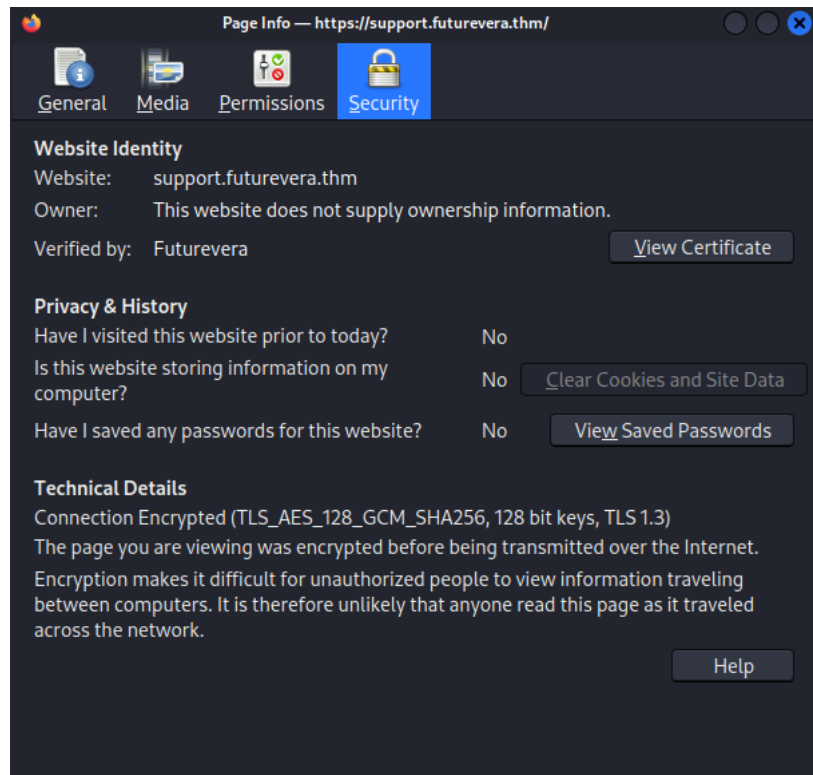 Page Info — https://support.futurevera.thm/
General Media Permissions Security
Website Identity
Website: support.futurevera.thm
Owner: This website does not supply ownership information.
Verified by: Futurevera View Certificate
Privacy & History
Have I visited this website prior to today? No
Is this website storing information on my
computer? No Clear Cookies and Site Data
Have I saved any passwords for this website? No View Saved Passwords
Technical Details
Connection Encrypted (TLS_AES_128_GCM_SHA256, 128 bit keys, TLS 1.3)
The page you are viewing was encrypted before being transmitted over the Internet.
Encryption makes it difficult for unauthorized people to view information traveling
between computers. It is therefore unlikely that anyone read this page as it traveled
across the network.
Help